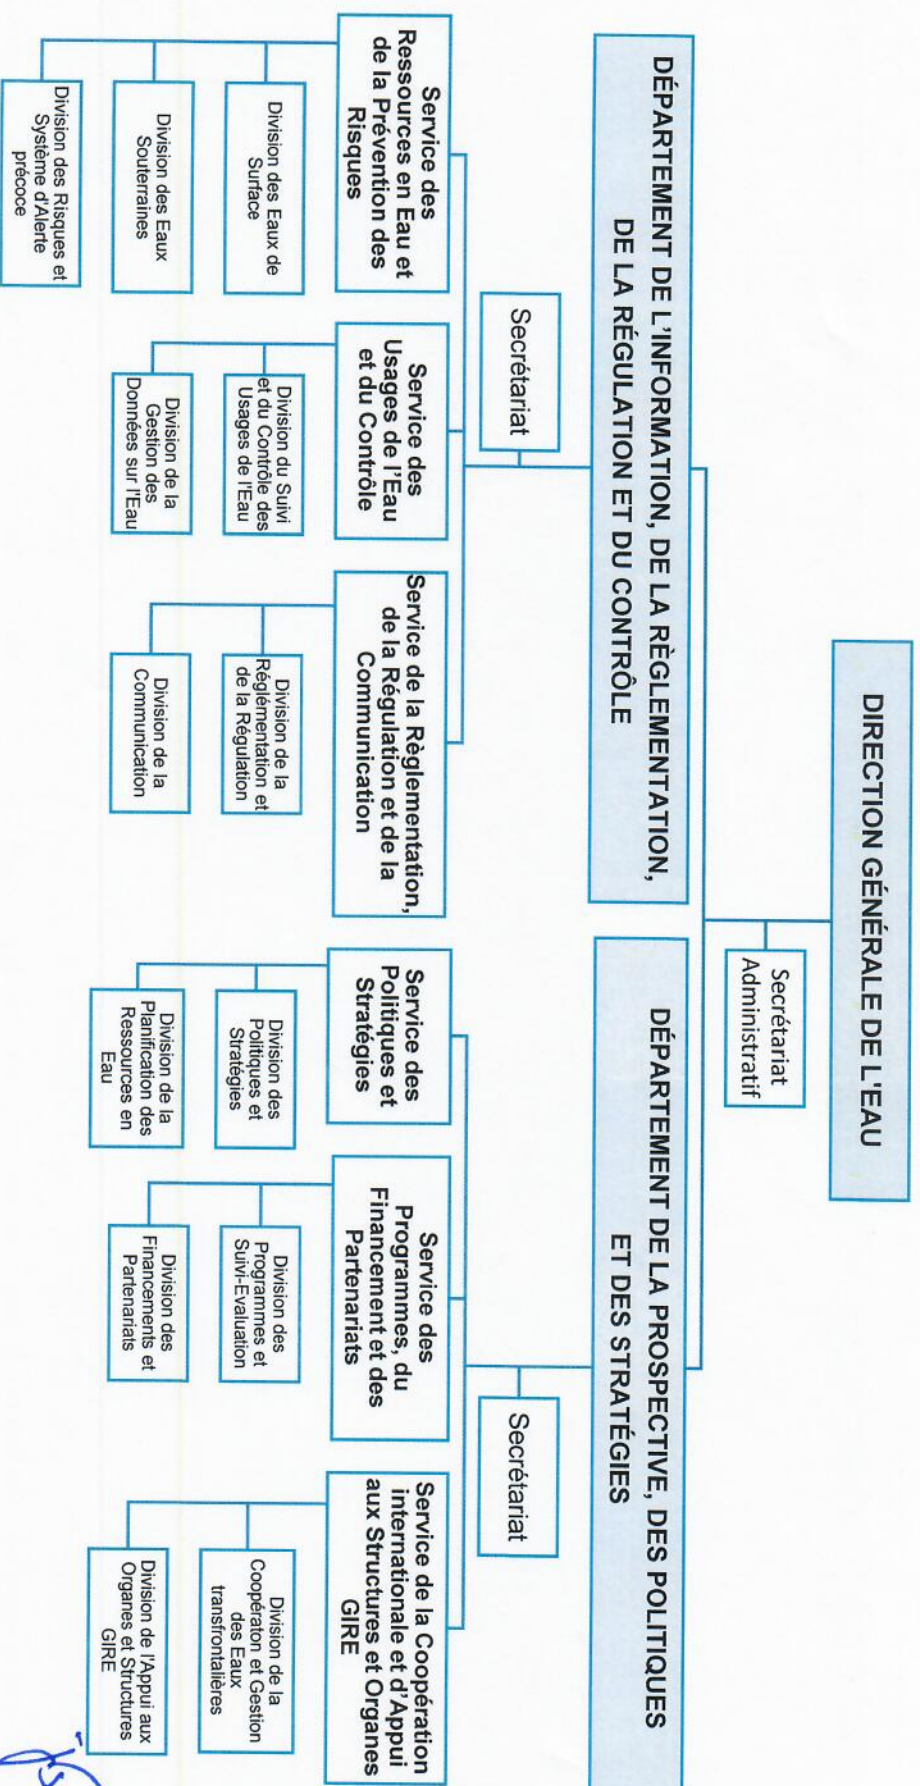 DIRECTION GÉNÉRALE DE L'EAU
Secrétariat
Administratif
DÉPARTEMENT DE L'INFORMATION, DE LA RÈGLEMENTATION,
DE LA RÉGULATION ET DU CONTRÔLE
Secrétariat
Service des
Ressources en Eau et
de la Prévention des
Risques
Division des Eaux de
Surface
Division des Eaux
Souterraines
Division des Risques et
Système d'Alerte
précoce
Service des
Usages de l'Eau
et du Contrôle
Division du Suivi
et du Contrôle des
Usages de l'Eau
Division de la
Gestion des
Données sur l'Eau
Service de la Règlementation,
de la Régulation et de la
Communication
Division de la
Réglémentation et
de la Régulation
Division de la
Communication
DÉPARTEMENT DE LA PROSPECTIVE, DES POLITIQUES
ET DES STRATÉGIES
Secrétariat
Service des
Politiques et
Stratégies
Division des
Politiques et
Stratégies
Division de la
Planification des
Ressources en
Eau
Service des
Programmes, du
Financement et des
Partenariats
Division des
Programmes et
Suivi-Evaluation
Division des
Financements et
Partenariats
Service de la Coopération
internationale et d'Appui
aux Structures et Organes
GIRE
Division de la
Coopératon et Gestion
des Eaux
transfrontalières
Division de l'Appui aux
Organes et Structures
GIRE